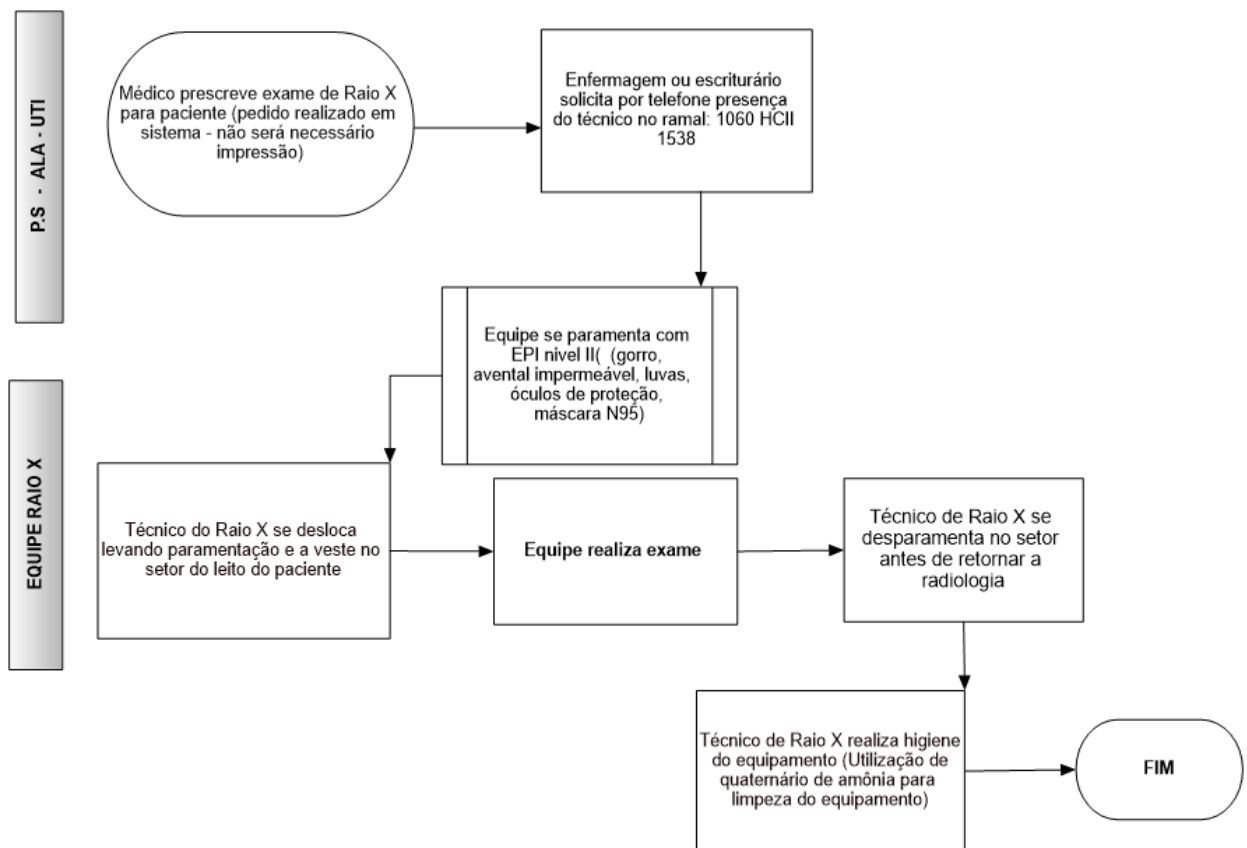 P.S - ALA - UTI
Médico prescreve exame de Raio X
para paciente (pedido realizado em
sistema - não será necessário
impressão)
Enfermagem ou escriturário
solicita por telefone presença
do técnico no ramal: 1060 HCII
1538
Equipe se paramenta com
EPI nivel II( (gorro,
avental impermeável, luvas,
óculos de proteção,
máscara N95)
EQUIPE RAIO X
Técnico do Raio X se desloca
levando paramentação e a veste no
setor do leito do paciente
Equipe realiza exame
Técnico de Raio X se
desparamenta no setor
antes de retornar a
radiologia
Técnico de Raio X realiza higiene
do equipamento (Utilização de
quaternário de amônia para
limpeza do equipamento)
FIM